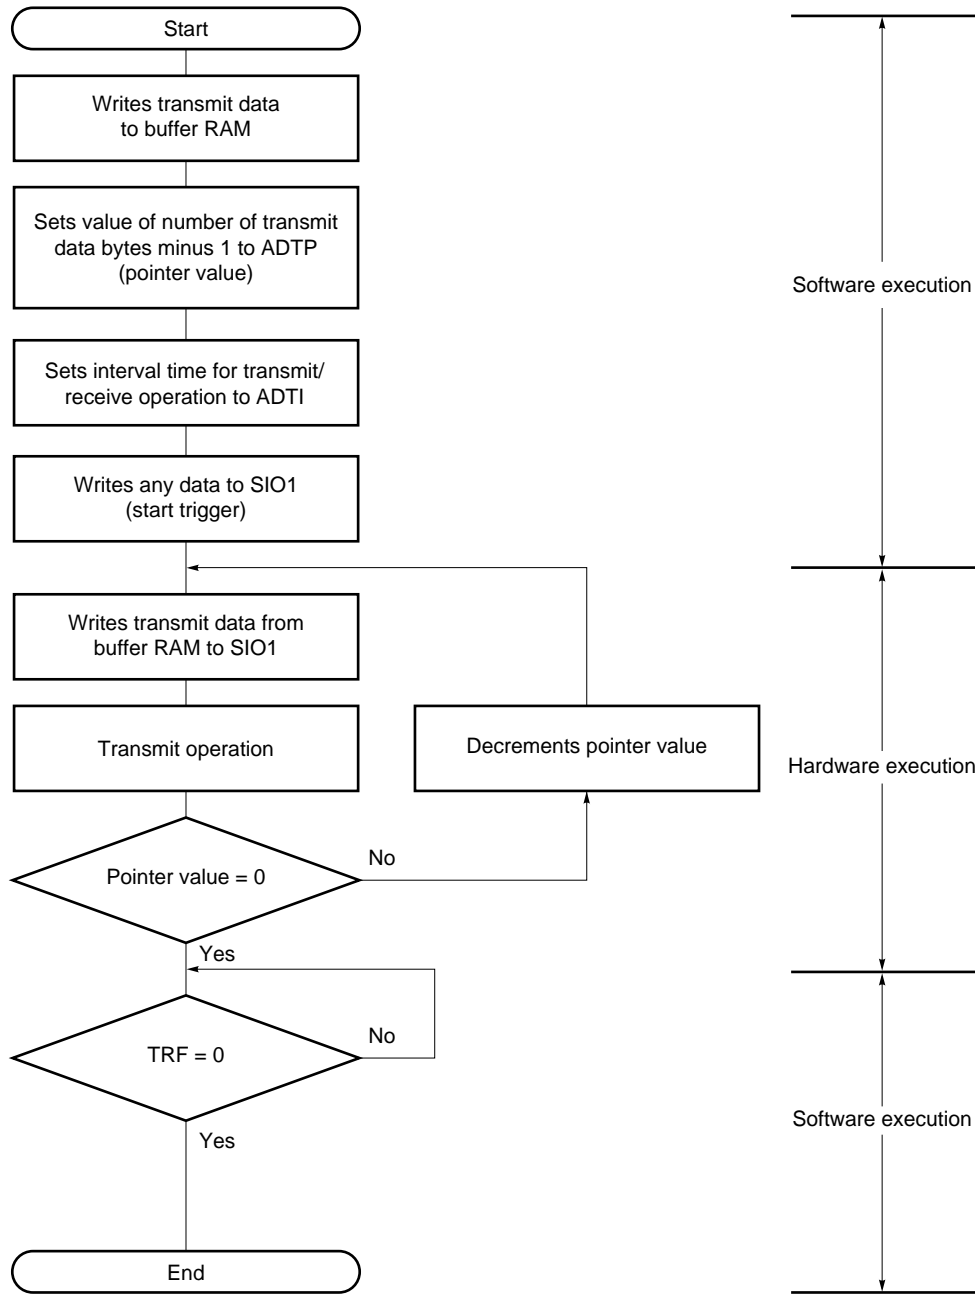 Start
Writes transmit data
to buffer RAM
Sets value of number of transmit
data bytes minus 1 to ADTP
(pointer value)
Software execution
Sets interval time for transmit/
receive operation to ADTI
Writes any data to SIO1
(start trigger)
Writes transmit data from
buffer RAM to SIO1
Transmit operation
Decrements pointer value
Hardware execution
Pointer value = 0
No
Yes
TRF = 0
No
Software execution
Yes
End